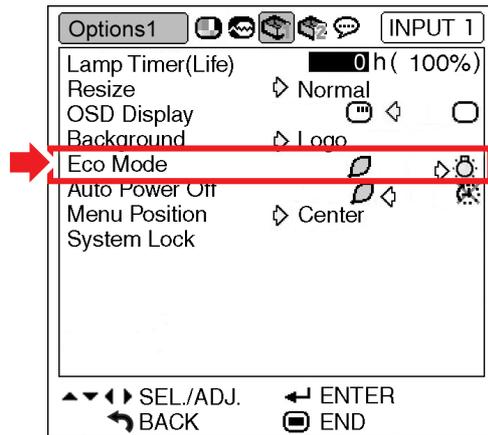 Options1 INPUT 1
Lamp Timer(Life) 0 h( 100%)
Resize Normal
OSD Display
Background Logo
Eco Mode
Auto Power Off
Menu Position Center
System Lock
SEL./ADJ. ENTER
BACK END